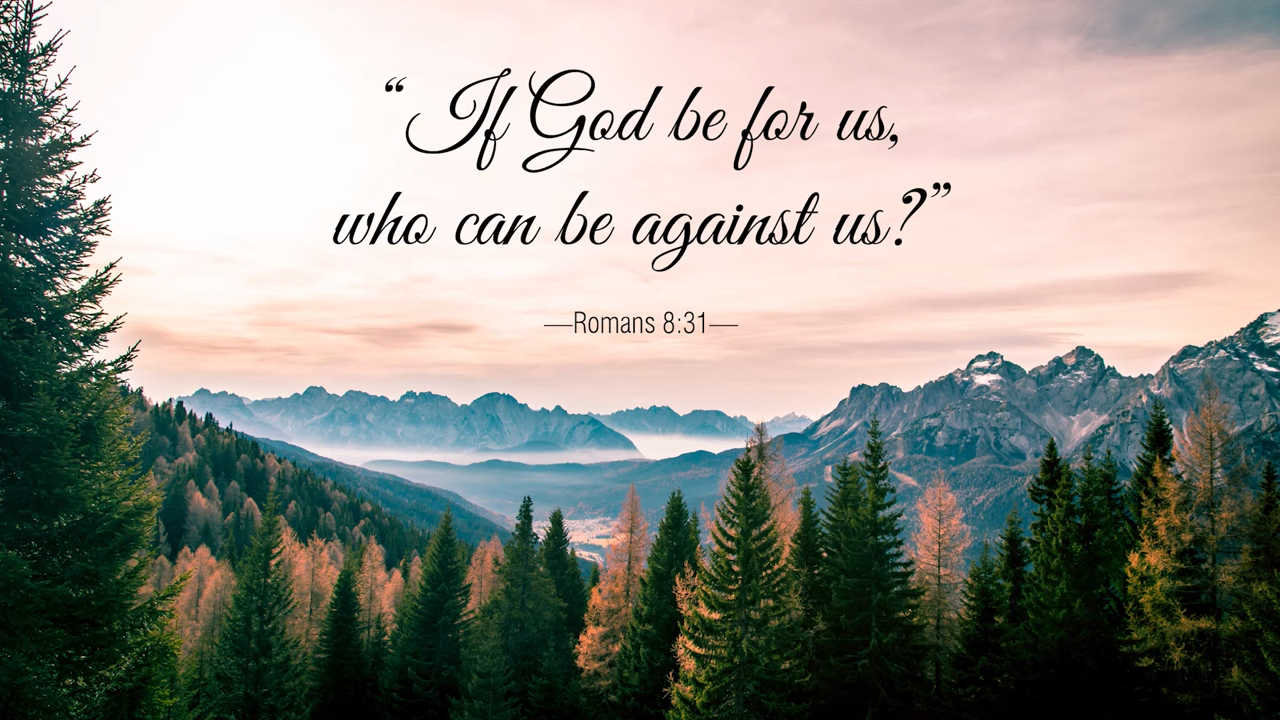 “If God be for us,
who can be against us?”
—Romans 8:31—